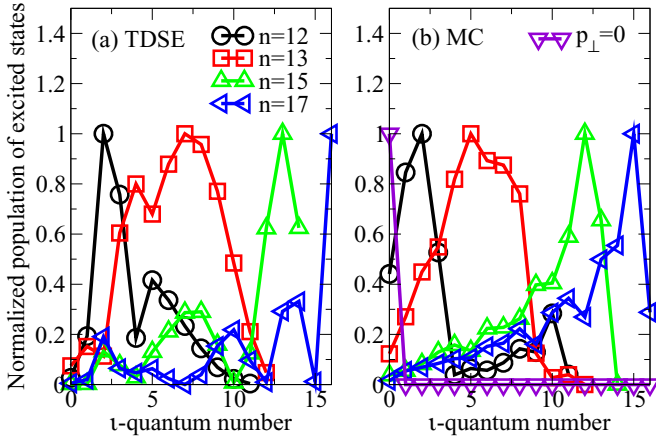 Normalized population of excited states
1.4
1.2
1
0.8
0.6
0.4
0.2
0
(a) TDSE
n=12
n=13
n=15
n=17
0 5 10 15
ι-quantum number
1.4
1.2
1
0.8
0.6
0.4
0.2
0
(b) MC
p⊥=0
0 5 10 15
ι-quantum number